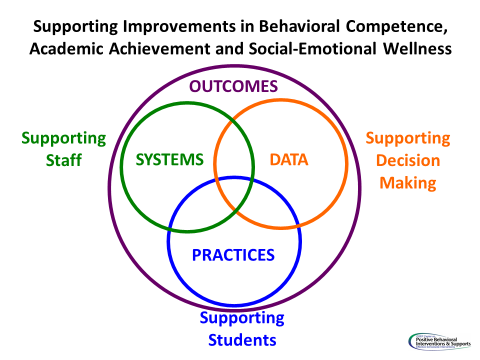 Supporting Improvements in Behavioral Competence,
Academic Achievement and Social-Emotional Wellness
OUTCOMES
Supporting
Staff
SYSTEMS
DATA
Supporting
Decision
Making
PRACTICES
Supporting
Students
Positive Behavioral
Interventions & Supports